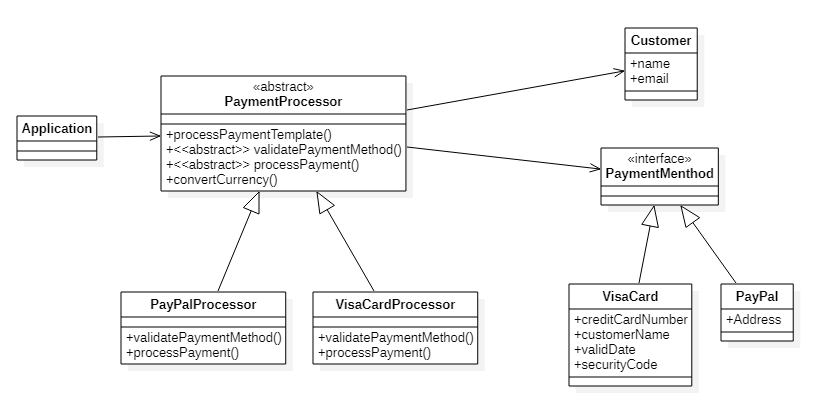 Customer
+name
+email
«abstract»
PaymentProcessor
+processPaymentTemplate()
+<<abstract>> validatePaymentMethod()
+<<abstract>> processPayment()
+convertCurrency()
Application
«interface»
PaymentMenthod
PayPalProcessor
+validatePaymentMethod()
+processPayment()
VisaCardProcessor
+validatePaymentMethod()
+processPayment()
VisaCard
+creditCardNumber
+customerName
+validDate
+securityCode
PayPal
+Address